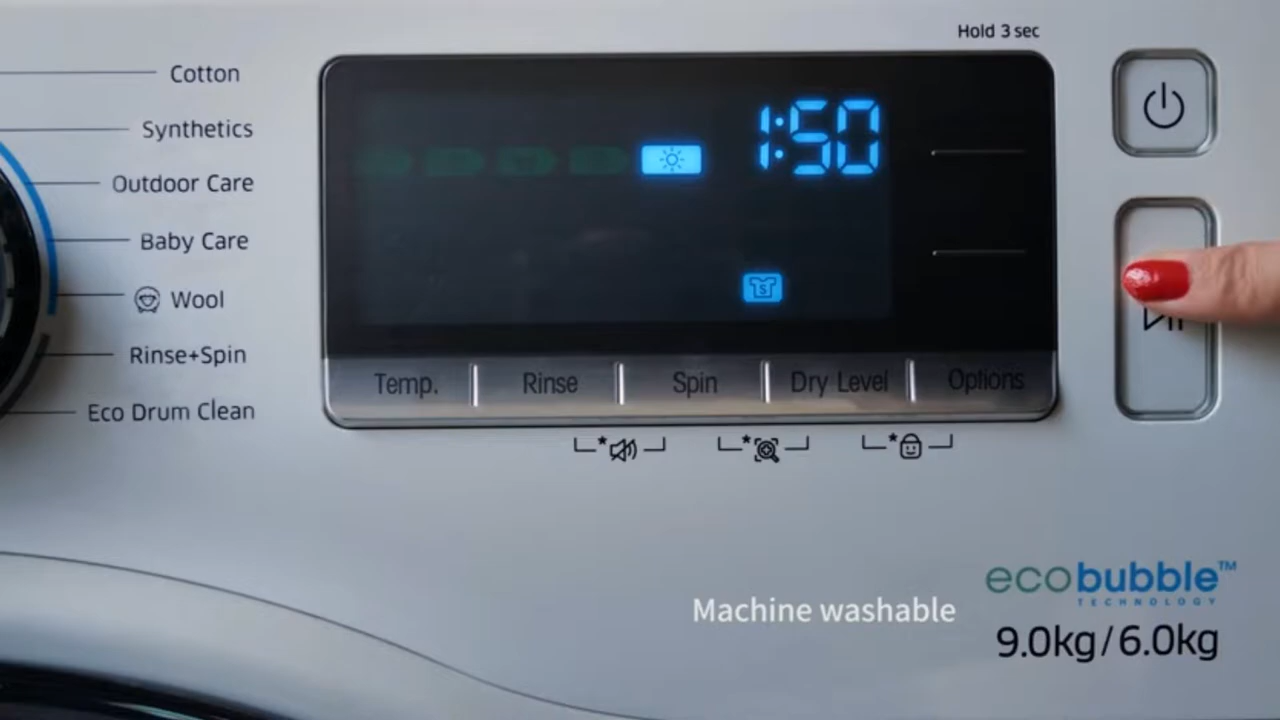 Hold 3 sec
Cotton
Synthetics
Outdoor Care
Baby Care
Wool
Rinse+Spin
Eco Drum Clean
1:50
S
Temp.
Rinse
Spin
Dry Level
Options
ecobubble™
TECHNOLOGY
Machine washable
9.0kg/6.0kg